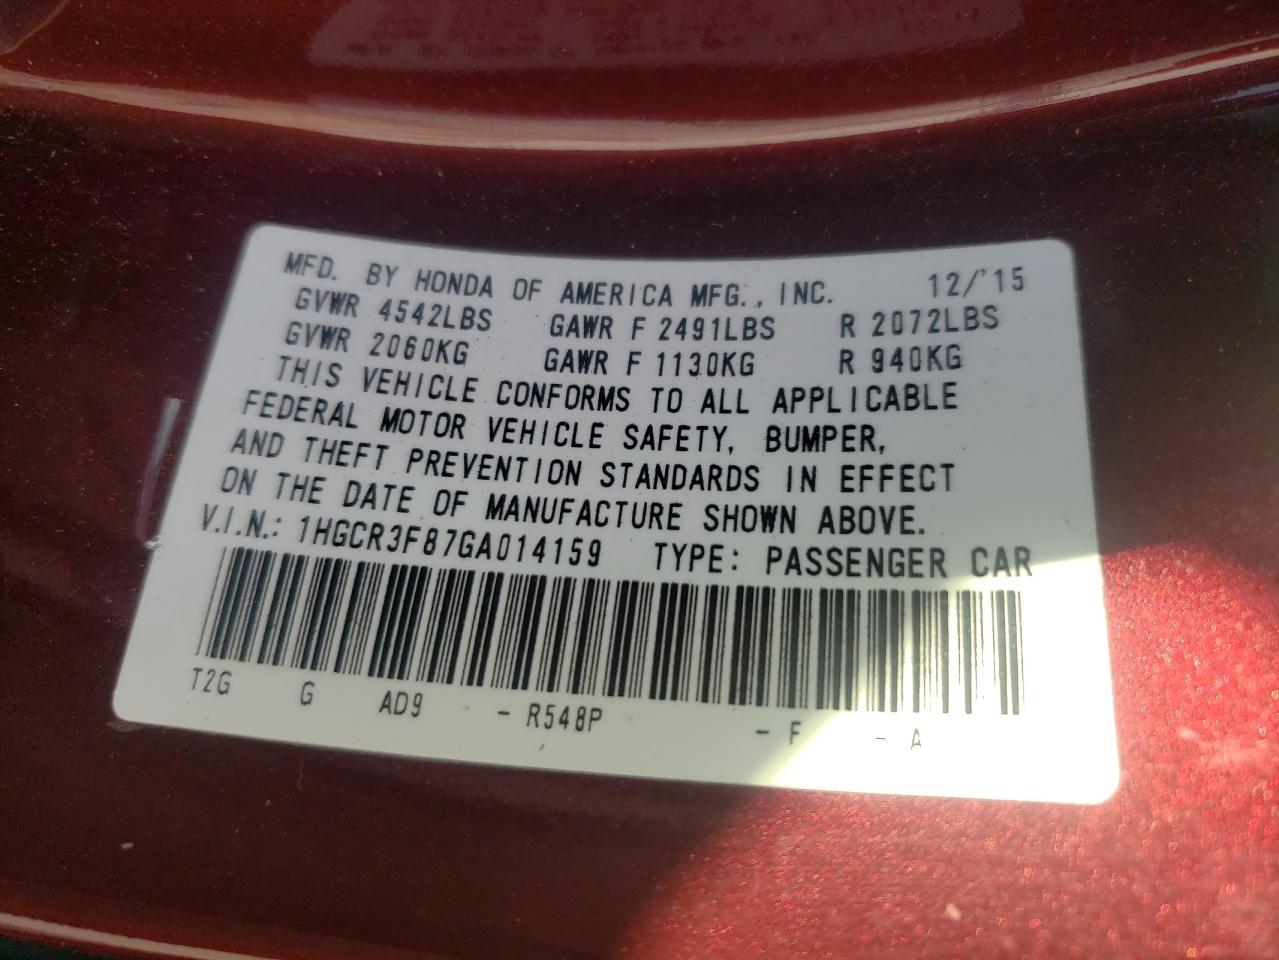 MFD. BY HONDA OF AMERICA MFG., INC. 12/'15
GVWR 4542LBS GAWR F 2491LBS R 2072LBS
GVWR 2060KG GAWR F 1130KG R 940KG
THIS VEHICLE CONFORMS TO ALL APPLICABLE
FEDERAL MOTOR VEHICLE SAFETY, BUMPER,
AND THEFT PREVENTION STANDARDS IN EFFECT
ON THE DATE OF MANUFACTURE SHOWN ABOVE.
V.I.N.: 1HGCR3F87GA014159 TYPE: PASSENGER CAR
T2G G AD9 - R548P - F - A